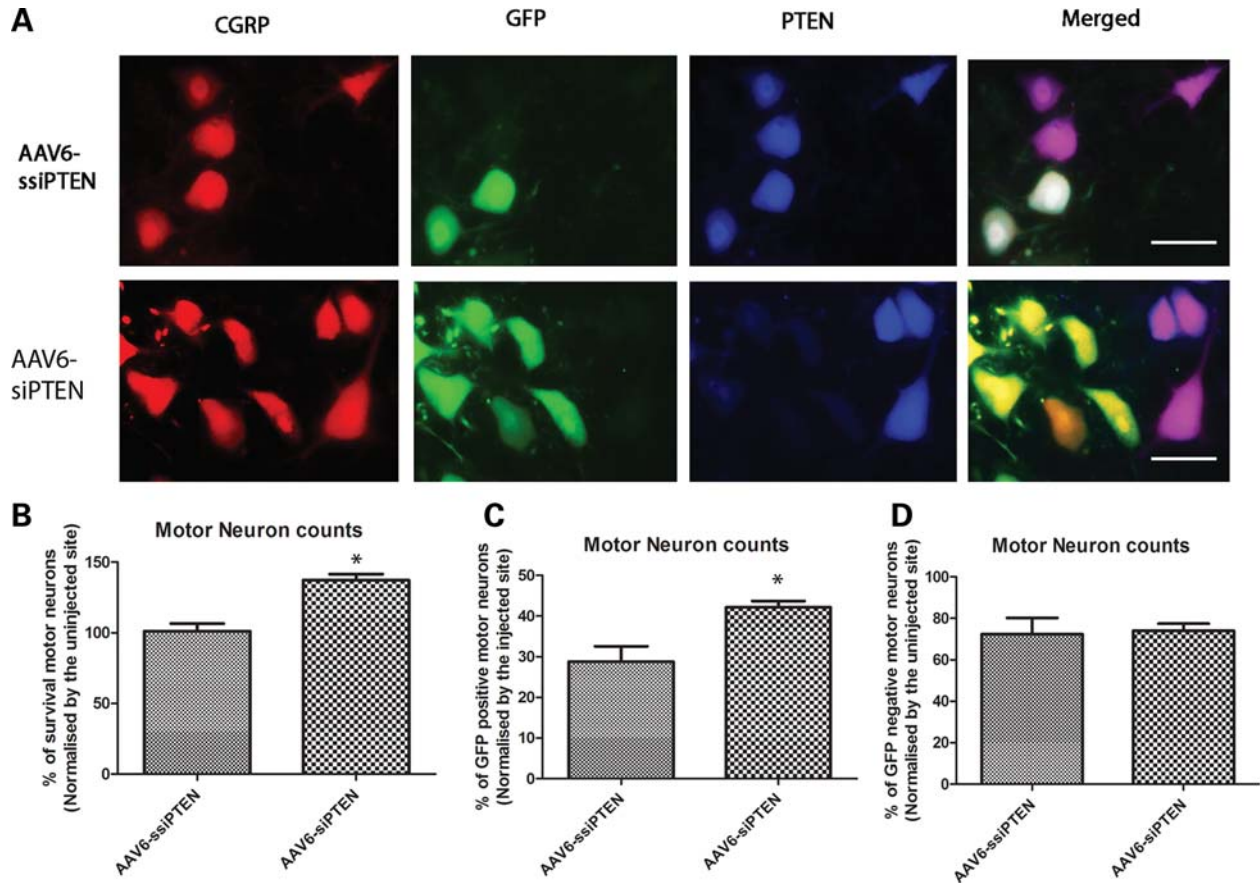 A
CGRP
GFP
PTEN
Merged
AAV6-
ssiPTEN
AAV6-
siPTEN
B
Motor Neuron counts
% of survival motor neurons
(Normalised by the uninjected site)
150
100
50
0
*
AAV6-ssiPTEN
AAV6-siPTEN
C
Motor Neuron counts
% of GFP positive motor neurons
(Normalised by the injected site)
50
40
30
20
10
0
*
AAV6-ssiPTEN
AAV6-siPTEN
D
Motor Neuron counts
% of GFP negative motor neurons
(Normalised by the uninjected site)
100
80
60
40
20
0
AAV6-ssiPTEN
AAV6-siPTEN